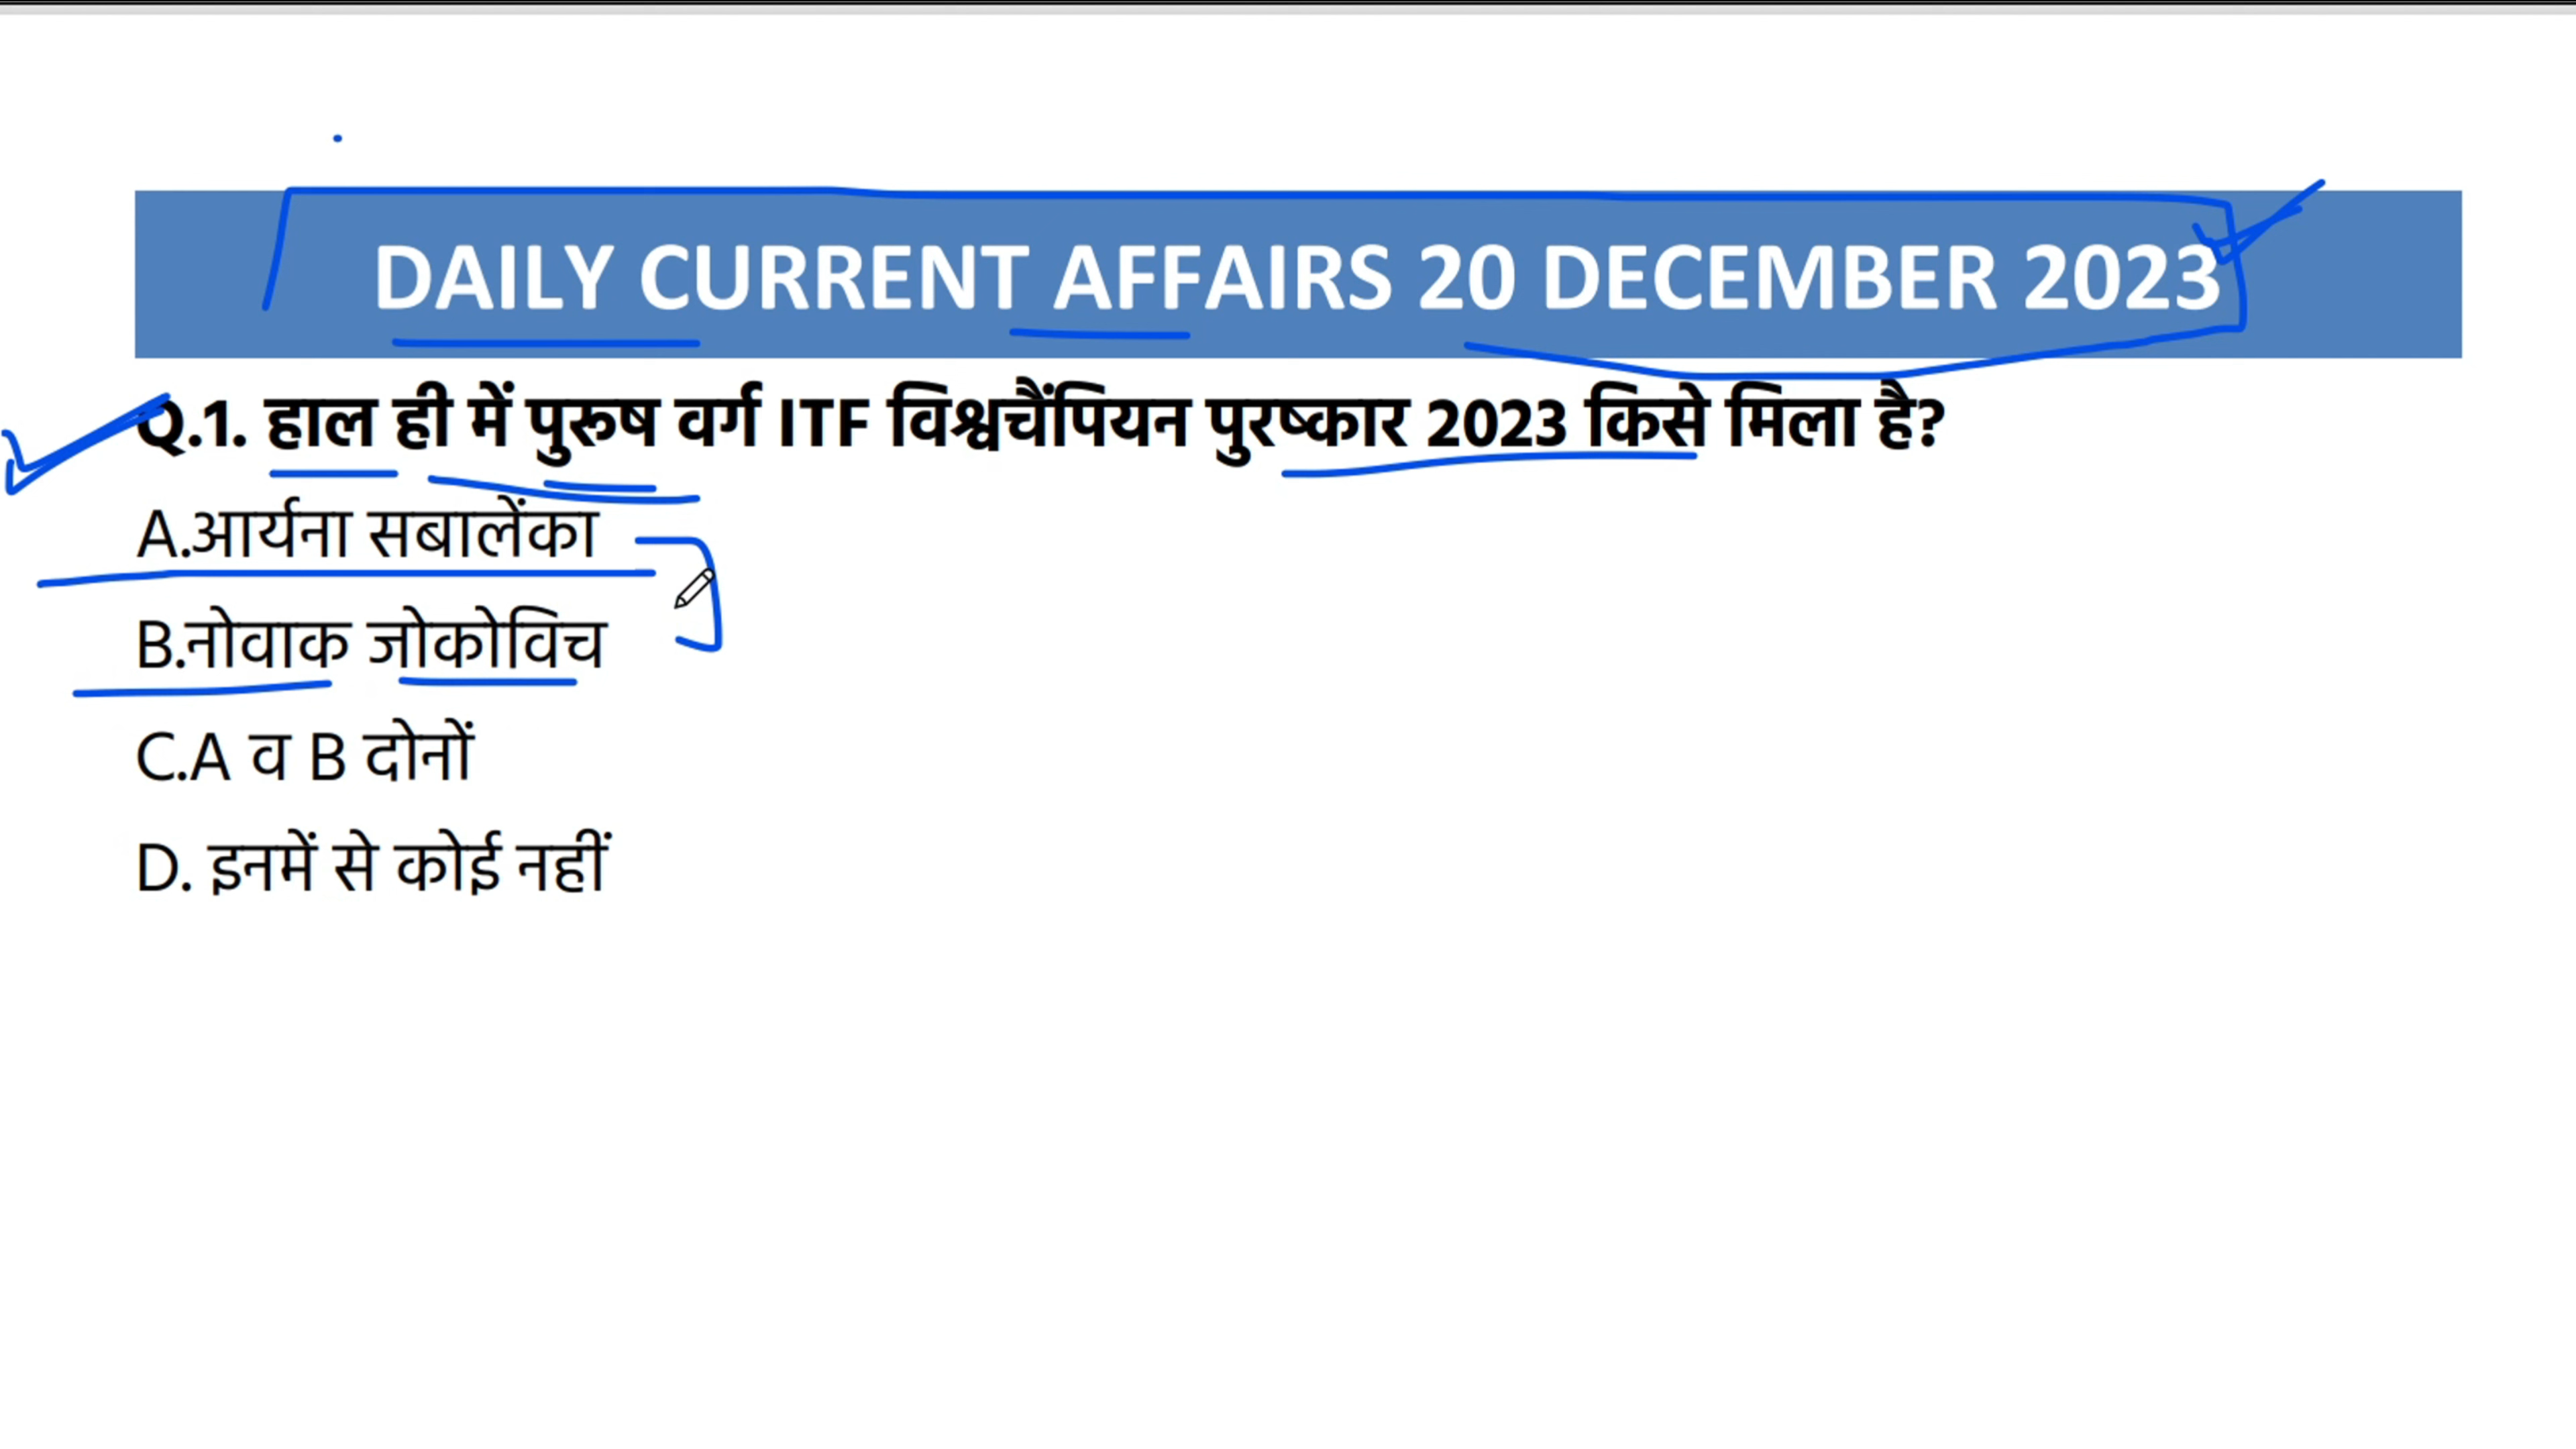 DAILY CURRENT AFFAIRS 20 DECEMBER 2023
Q.1. हाल ही में पुरुष वर्ग ITF विश्वचैंपियन पुरष्कार 2023 किसे मिला है?
A.आर्यना सबालेंका
B.नोवाक जोकोविच
C.A व B दोनों
D. इनमें से कोई नहीं